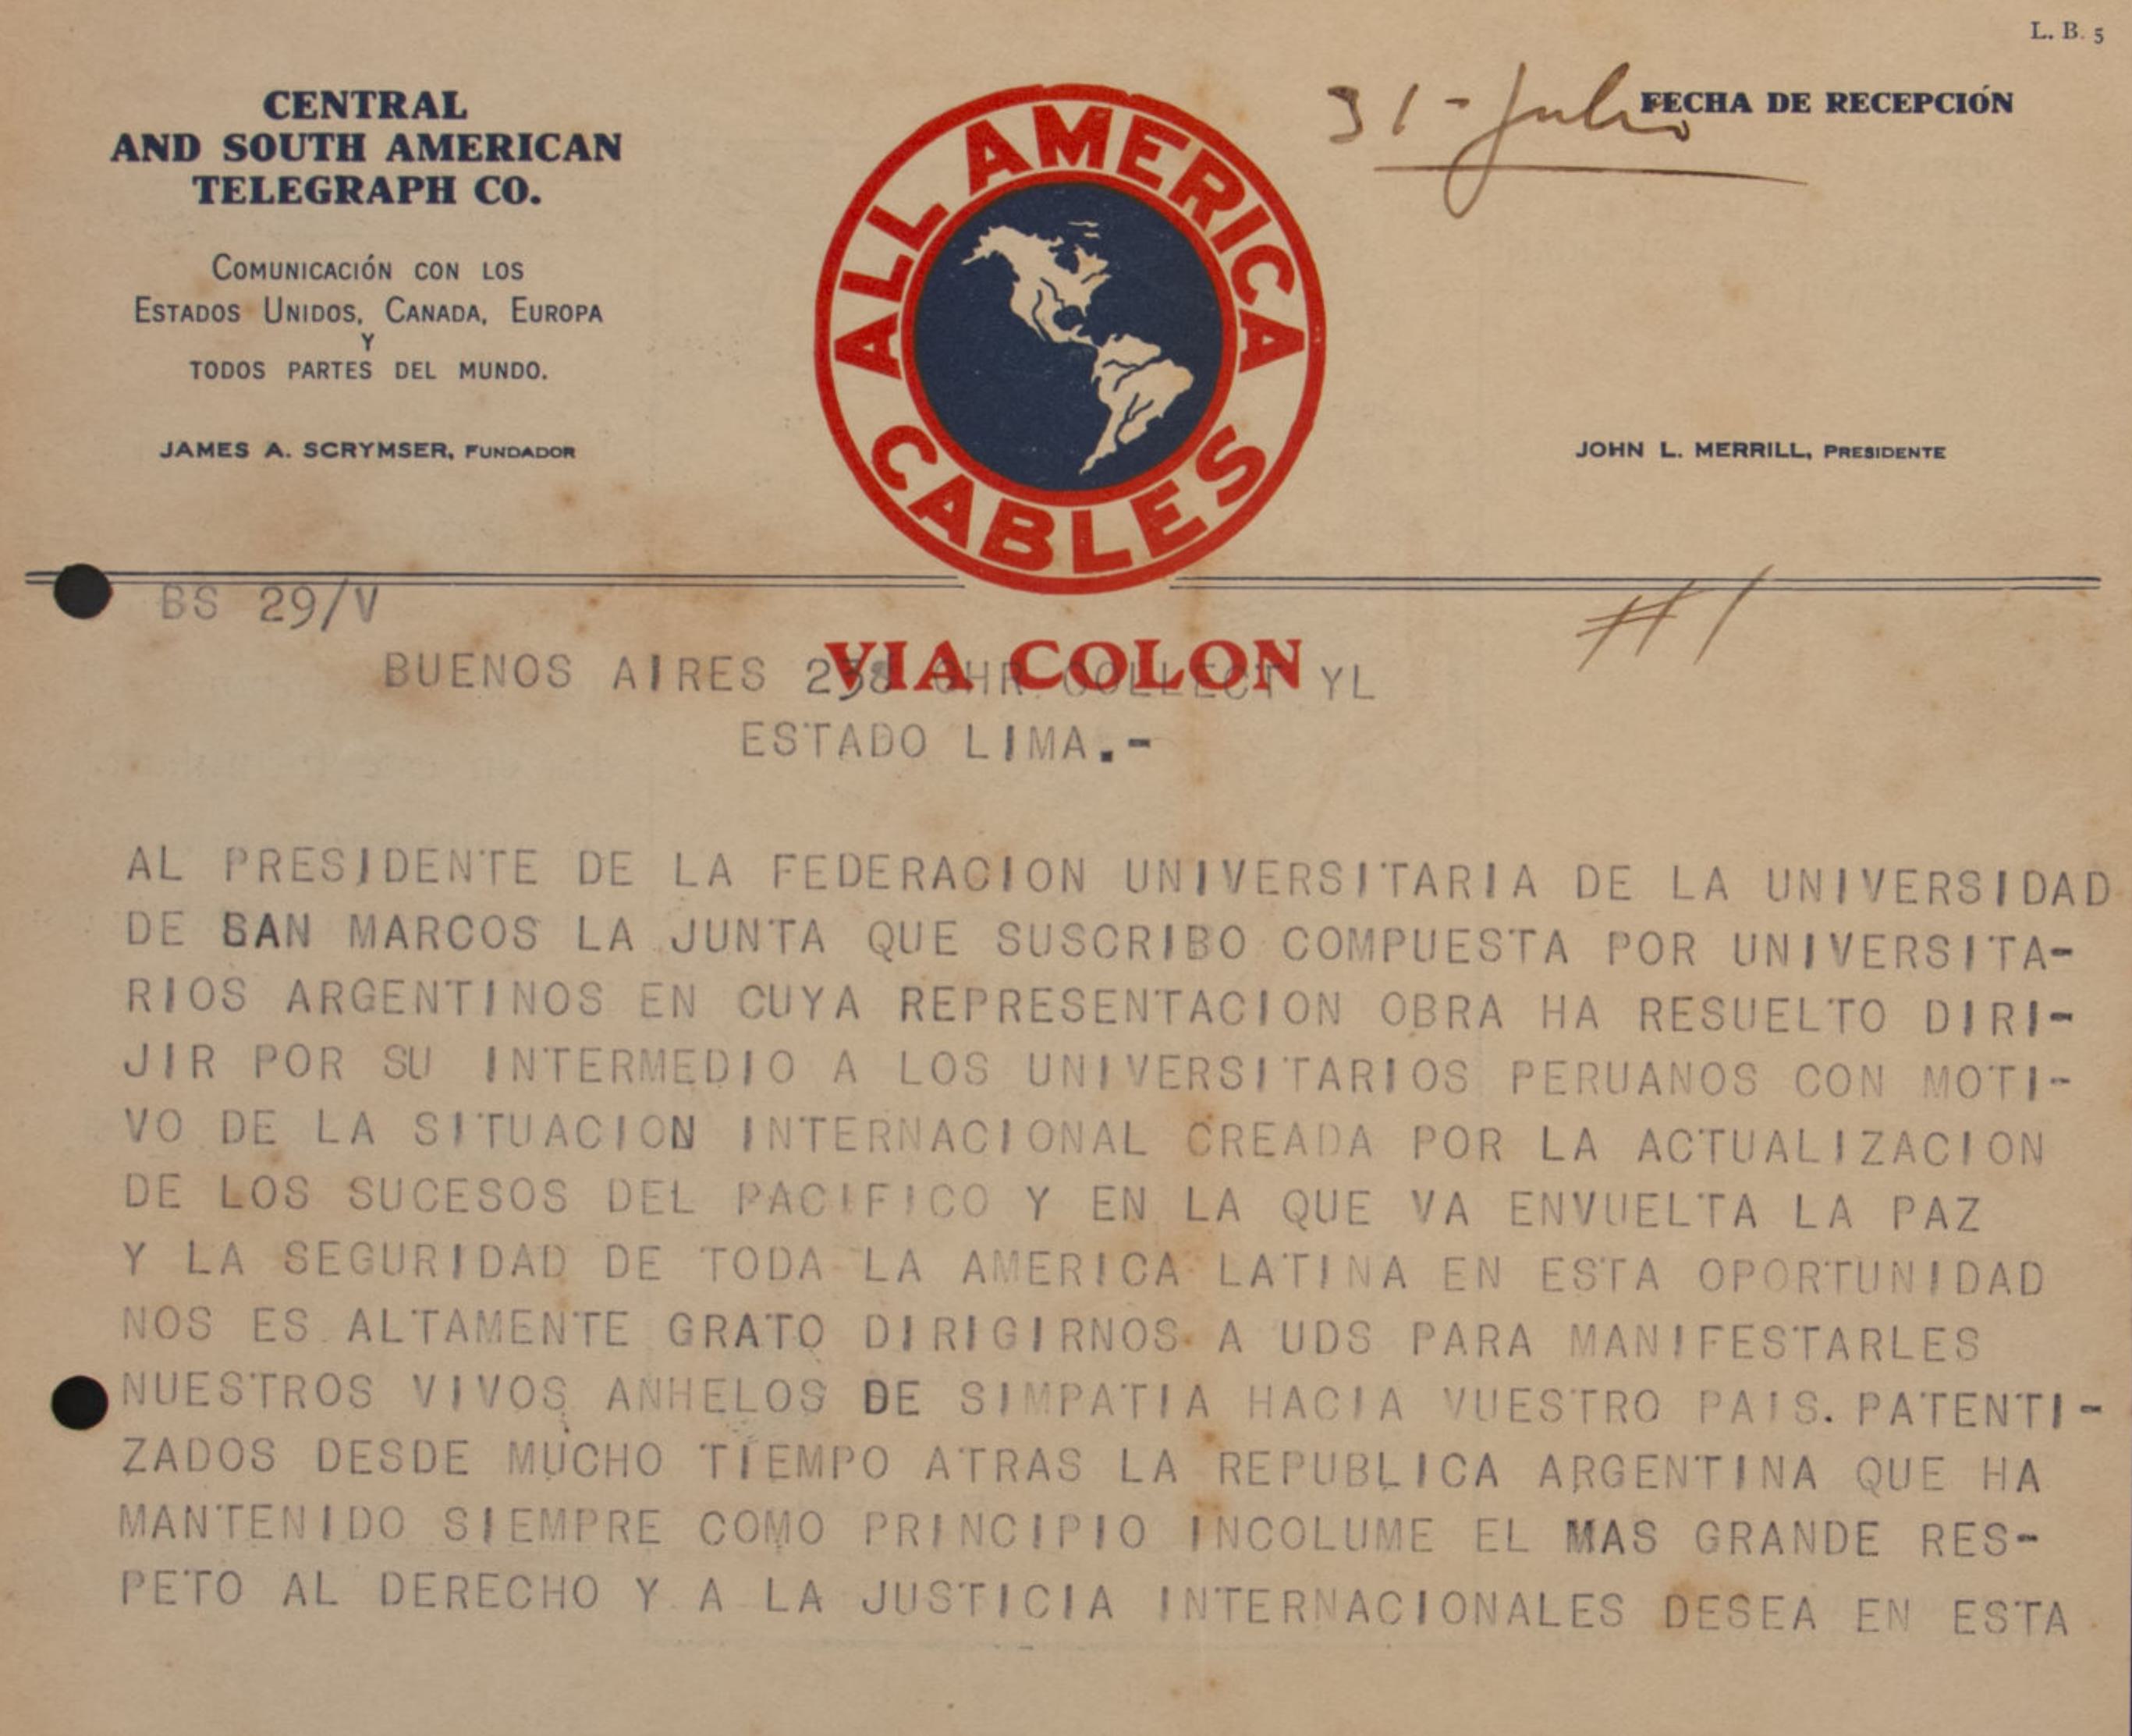 L. B. 5
CENTRAL
AND SOUTH AMERICAN
TELEGRAPH CO.
COMUNICACIÓN CON LOS
ESTADOS UNIDOS, CANADA, EUROPA
Y
TODOS PARTES DEL MUNDO.
JAMES A. SCRYMSER, FUNDADOR
ALL AMERICA
CABLES
31-Julio
FECHA DE RECEPCIÓN
JOHN L. MERRILL, PRESIDENTE
BS 29/V
#1
VIA COLON
BUENOS AIRES 238 COLLECT YL
ESTADO LIMA.-
AL PRESIDENTE DE LA FEDERACION UNIVERSITARIA DE LA UNIVERSIDAD
DE SAN MARCOS LA JUNTA QUE SUSCRIBO COMPUESTA POR UNIVERSITA-
RIOS ARGENTINOS EN CUYA REPRESENTACION OBRA HA RESUELTO DIRI-
JIR POR SU INTERMEDIO A LOS UNIVERSITARIOS PERUANOS CON MOTI-
VO DE LA SITUACION INTERNACIONAL CREADA POR LA ACTUALIZACION
DE LOS SUCESOS DEL PACIFICO Y EN LA QUE VA ENVUELTA LA PAZ
Y LA SEGURIDAD DE TODA LA AMERICA LATINA EN ESTA OPORTUNIDAD
NOS ES ALTAMENTE GRATO DIRIGIRNOS A UDS PARA MANIFESTARLES
NUESTROS VIVOS ANHELOS DE SIMPATIA HACIA VUESTRO PAIS. PATENTI-
ZADOS DESDE MUCHO TIEMPO ATRAS LA REPUBLICA ARGENTINA QUE HA
MANTENIDO SIEMPRE COMO PRINCIPIO INCOLUME EL MAS GRANDE RES-
PETO AL DERECHO Y A LA JUSTICIA INTERNACIONALES DESEA EN ESTA